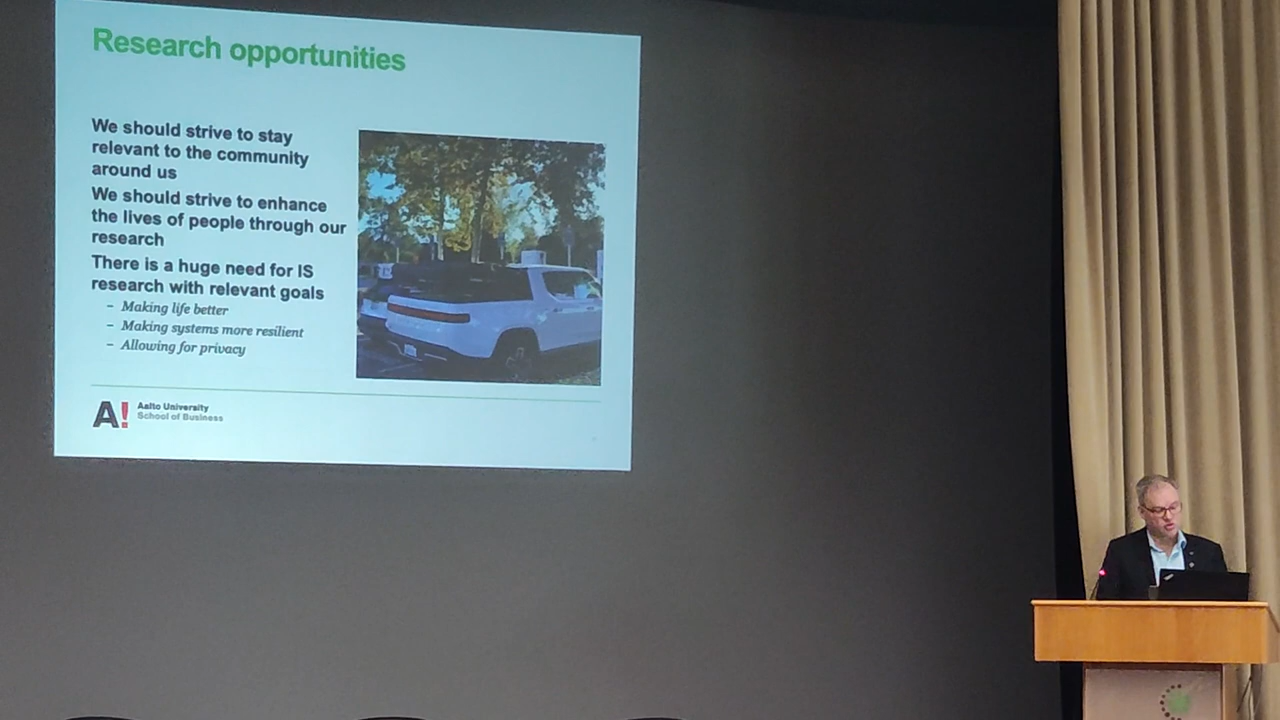 Research opportunities
We should strive to stay
relevant to the community
around us
We should strive to enhance
the lives of people through our
research
There is a huge need for IS
research with relevant goals
– Making life better
– Making systems more resilient
– Allowing for privacy
A!
Aalto University
School of Business